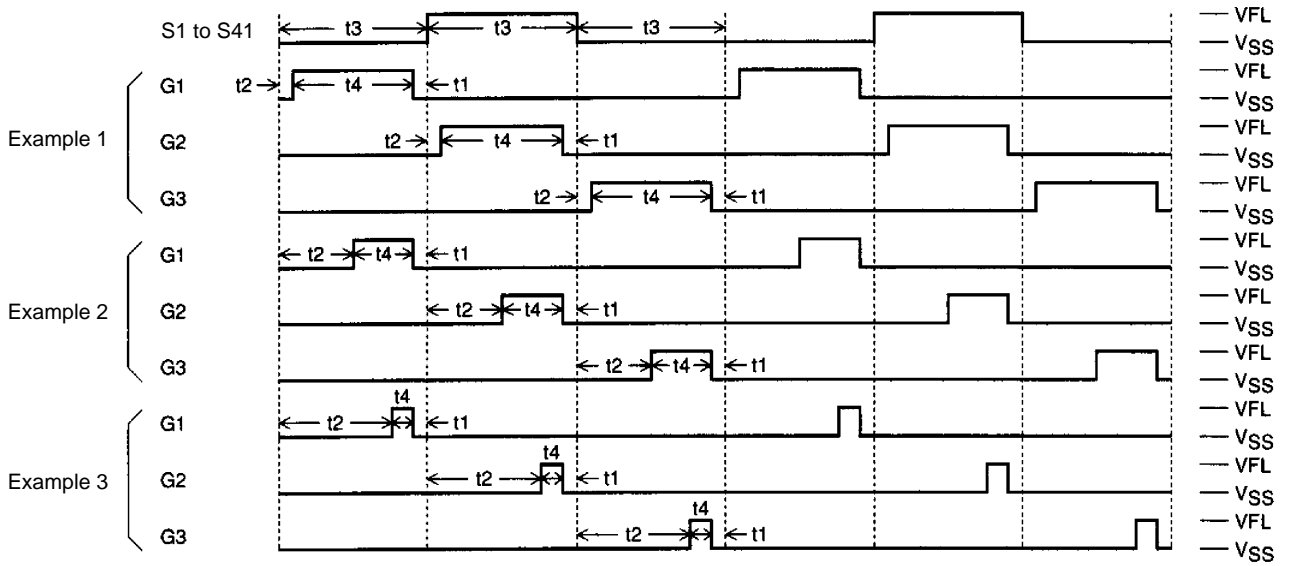 S1 to S41 t3 t3 t3 VFL
VSS
Example 1
G1 t2 t4 t1 VFL
VSS
G2 t2 t4 t1 VFL
VSS
G3 t2 t4 t1 VFL
VSS
Example 2
G1 t2 t4 t1 VFL
VSS
G2 t2 t4 t1 VFL
VSS
G3 t2 t4 t1 VFL
VSS
Example 3
t4
G1 t2 t1 VFL
VSS
t4
G2 t2 t1 VFL
VSS
t4
G3 t2 t1 VFL
VSS